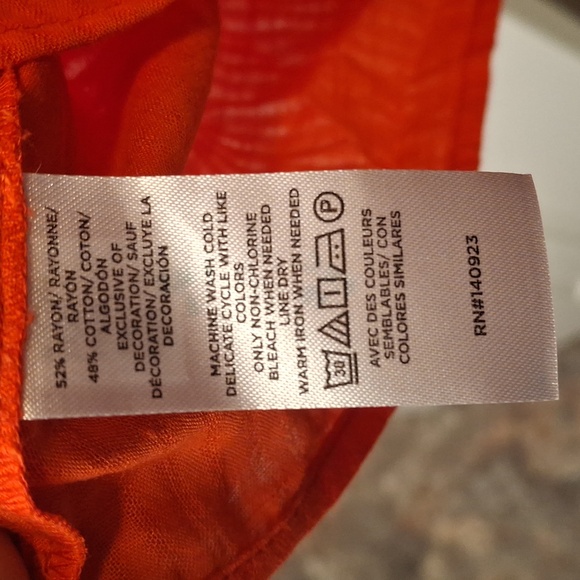 52% RAYON/ RAYONNE/
RAYÓN
48% COTTON/ COTON/
ALGODÓN
EXCLUSIVE OF
DECORATION/ SAUF
DÉCORATION/ EXCLUYE LA
DECORACIÓN
MACHINE WASH COLD
DELICATE CYCLE WITH LIKE
COLORS
ONLY NON-CHLORINE
BLEACH WHEN NEEDED
LINE DRY
WARM IRON WHEN NEEDED
30 P
AVEC DES COULEURS
SEMBLABLES/ CON
COLORES SIMILARES
RN#140923